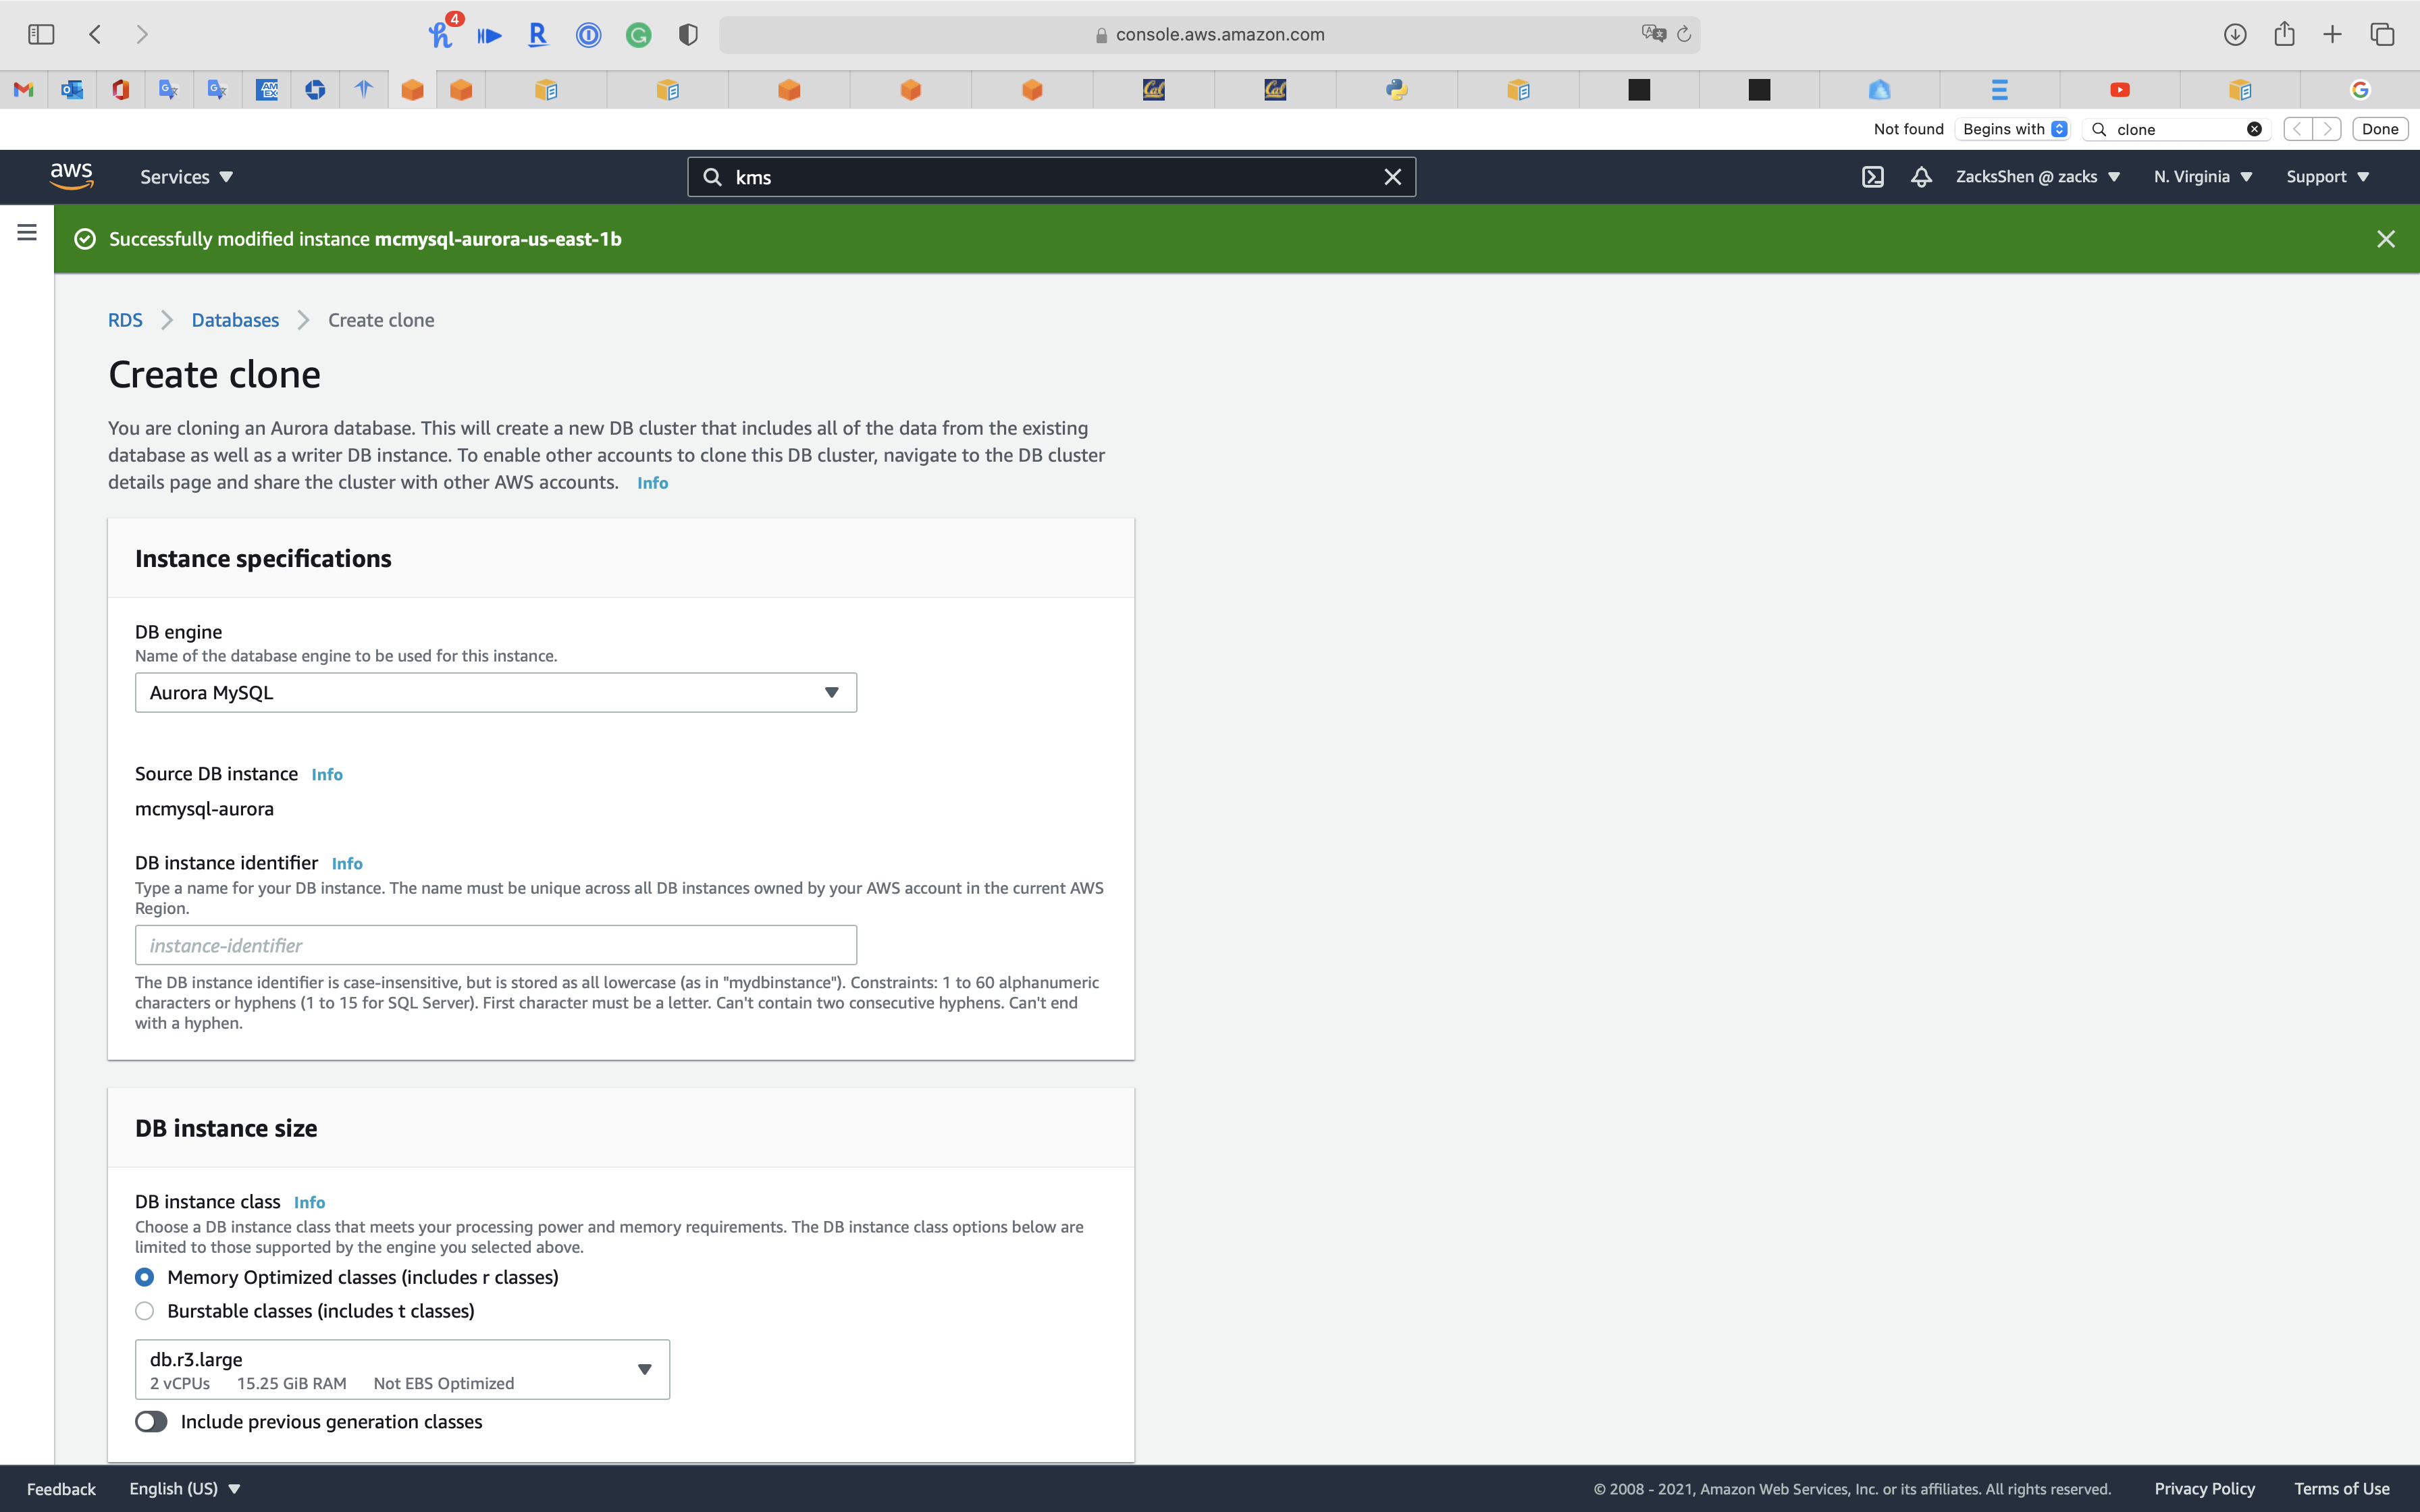 4
console.aws.amazon.com
Not found
Begins with
clone
Done
aws
Services
kms
ZacksShen @ zacks
N. Virginia
Support
Successfully modified instance mcmysql-aurora-us-east-1b
RDS
Databases
Create clone
Create clone
You are cloning an Aurora database. This will create a new DB cluster that includes all of the data from the existing
database as well as a writer DB instance. To enable other accounts to clone this DB cluster, navigate to the DB cluster
details page and share the cluster with other AWS accounts. Info
Instance specifications
DB engine
Name of the database engine to be used for this instance.
Aurora MySQL
Source DB instance Info
mcmysql-aurora
DB instance identifier Info
Type a name for your DB instance. The name must be unique across all DB instances owned by your AWS account in the current AWS
Region.
instance-identifier
The DB instance identifier is case-insensitive, but is stored as all lowercase (as in "mydbinstance"). Constraints: 1 to 60 alphanumeric
characters or hyphens (1 to 15 for SQL Server). First character must be a letter. Can't contain two consecutive hyphens. Can't end
with a hyphen.
DB instance size
DB instance class Info
Choose a DB instance class that meets your processing power and memory requirements. The DB instance class options below are
limited to those supported by the engine you selected above.
Memory Optimized classes (includes r classes)
Burstable classes (includes t classes)
db.r3.large
2 vCPUs 15.25 GiB RAM Not EBS Optimized
Include previous generation classes
Feedback
English (US)
© 2008 - 2021, Amazon Web Services, Inc. or its affiliates. All rights reserved.
Privacy Policy
Terms of Use